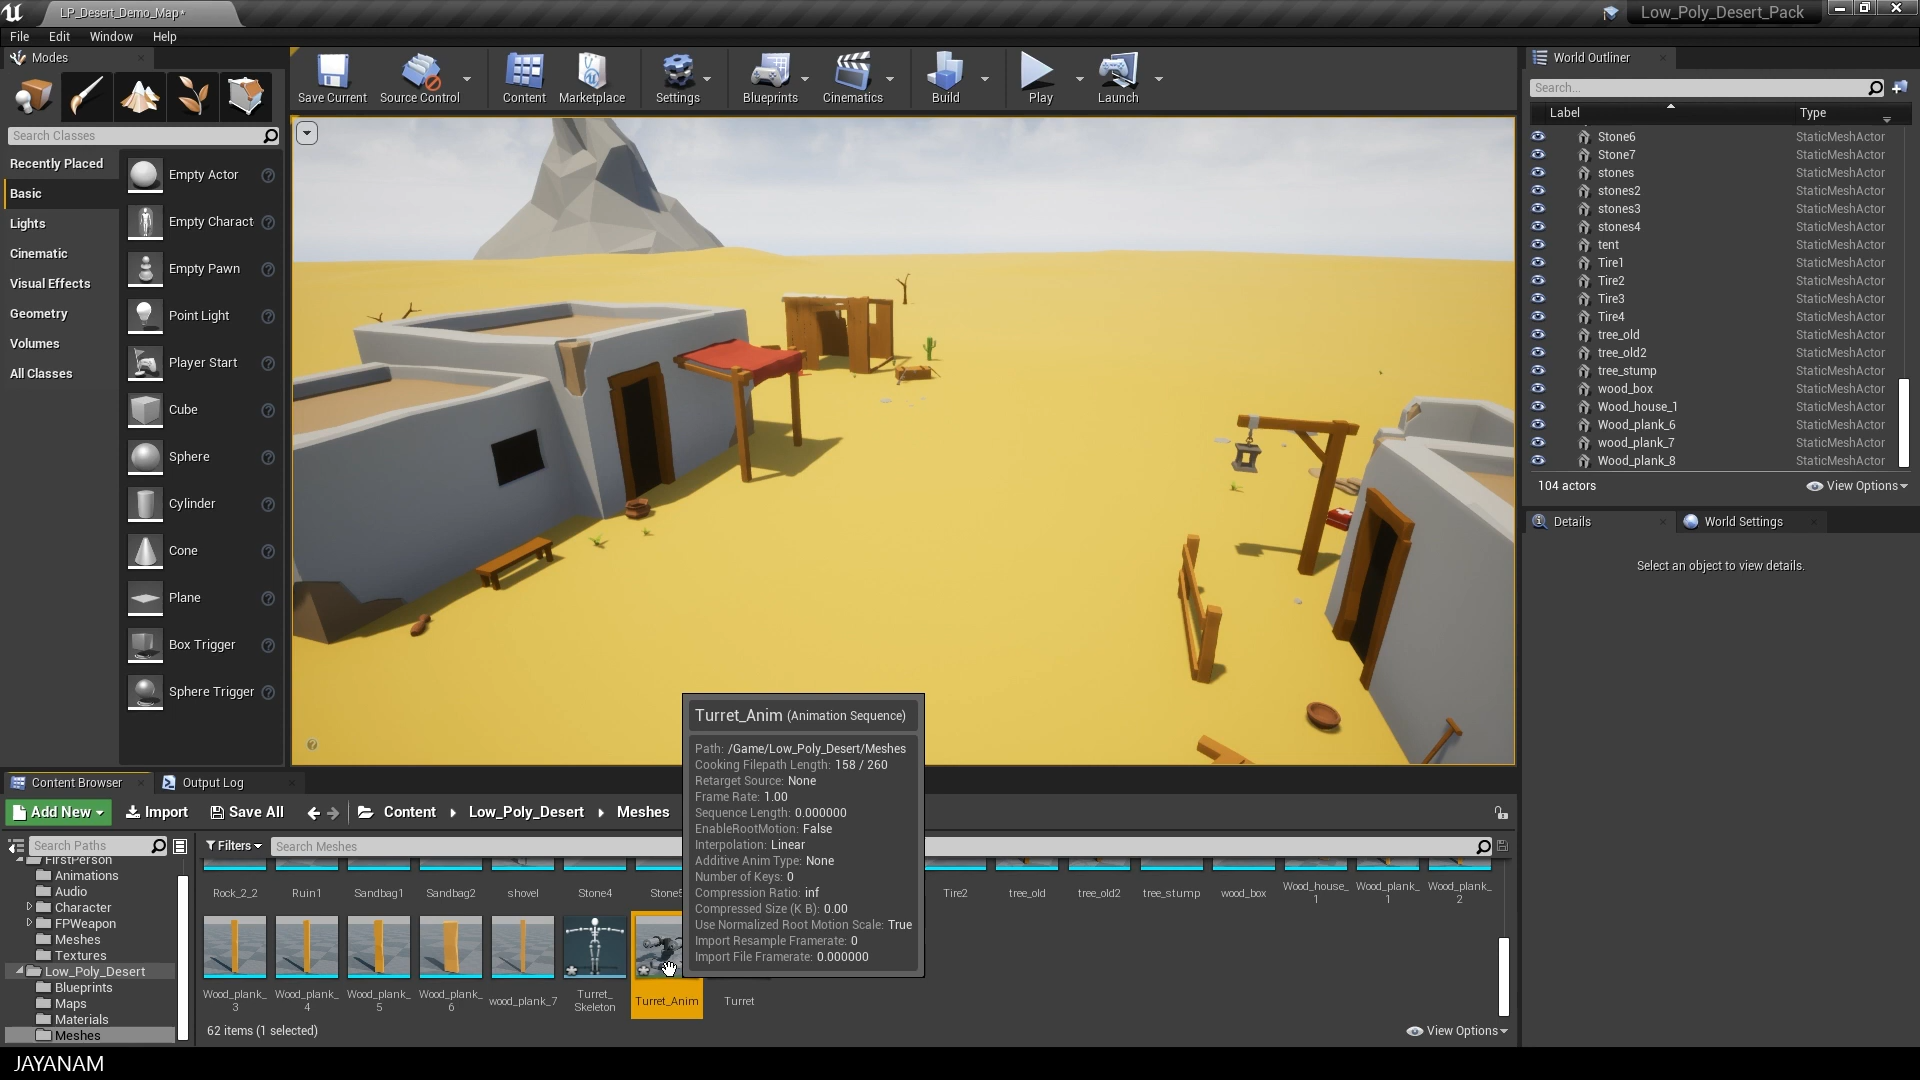 LP_Desert_Demo_Map*
Low_Poly_Desert_Pack
File Edit Window Help
Modes
Save Current
Source Control
Content
Marketplace
Settings
Blueprints
Cinematics
Build
Play
Launch
Search Classes
Recently Placed
Basic
Lights
Cinematic
Visual Effects
Geometry
Volumes
All Classes
Empty Actor
Empty Charact
Empty Pawn
Point Light
Player Start
Cube
Sphere
Cylinder
Cone
Plane
Box Trigger
Sphere Trigger
World Outliner
Search...
Label Type
Stone6 StaticMeshActor
Stone7 StaticMeshActor
stones StaticMeshActor
stones2 StaticMeshActor
stones3 StaticMeshActor
stones4 StaticMeshActor
tent StaticMeshActor
Tire1 StaticMeshActor
Tire2 StaticMeshActor
Tire3 StaticMeshActor
Tire4 StaticMeshActor
tree_old StaticMeshActor
tree_old2 StaticMeshActor
tree_stump StaticMeshActor
wood_box StaticMeshActor
Wood_house_1 StaticMeshActor
Wood_plank_6 StaticMeshActor
wood_plank_7 StaticMeshActor
Wood_plank_8 StaticMeshActor
104 actors
View Options
Details
World Settings
Select an object to view details.
Turret_Anim (Animation Sequence)
Path: /Game/Low_Poly_Desert/Meshes
Cooking Filepath Length: 158 / 260
Retarget Source: None
Frame Rate: 1.00
Sequence Length: 0.000000
EnableRootMotion: False
Interpolation: Linear
Additive Anim Type: None
Number of Keys: 0
Compression Ratio: inf
Compressed Size (K B): 0.00
Use Normalized Root Motion Scale: True
Import Resample Framerate: 0
Import File Framerate: 0.000000
Content Browser
Output Log
Add New
Import
Save All
Content
Low_Poly_Desert
Meshes
Search Paths
Filters
Search Meshes
FirstPerson
Animations
Audio
Character
FPWeapon
Meshes
Textures
Low_Poly_Desert
Blueprints
Maps
Materials
Meshes
Rock_2_2
Ruin1
Sandbag1
Sandbag2
shovel
Stone4
Tire2
tree_old
tree_old2
tree_stump
wood_box
Wood_house_
1
Wood_plank_
1
Wood_plank_
2
Wood_plank_
3
Wood_plank_
4
Wood_plank_
5
Wood_plank_
6
wood_plank_7
Turret_
Skeleton
Turret_Anim
Turret
62 items (1 selected)
View Options
JAYANAM